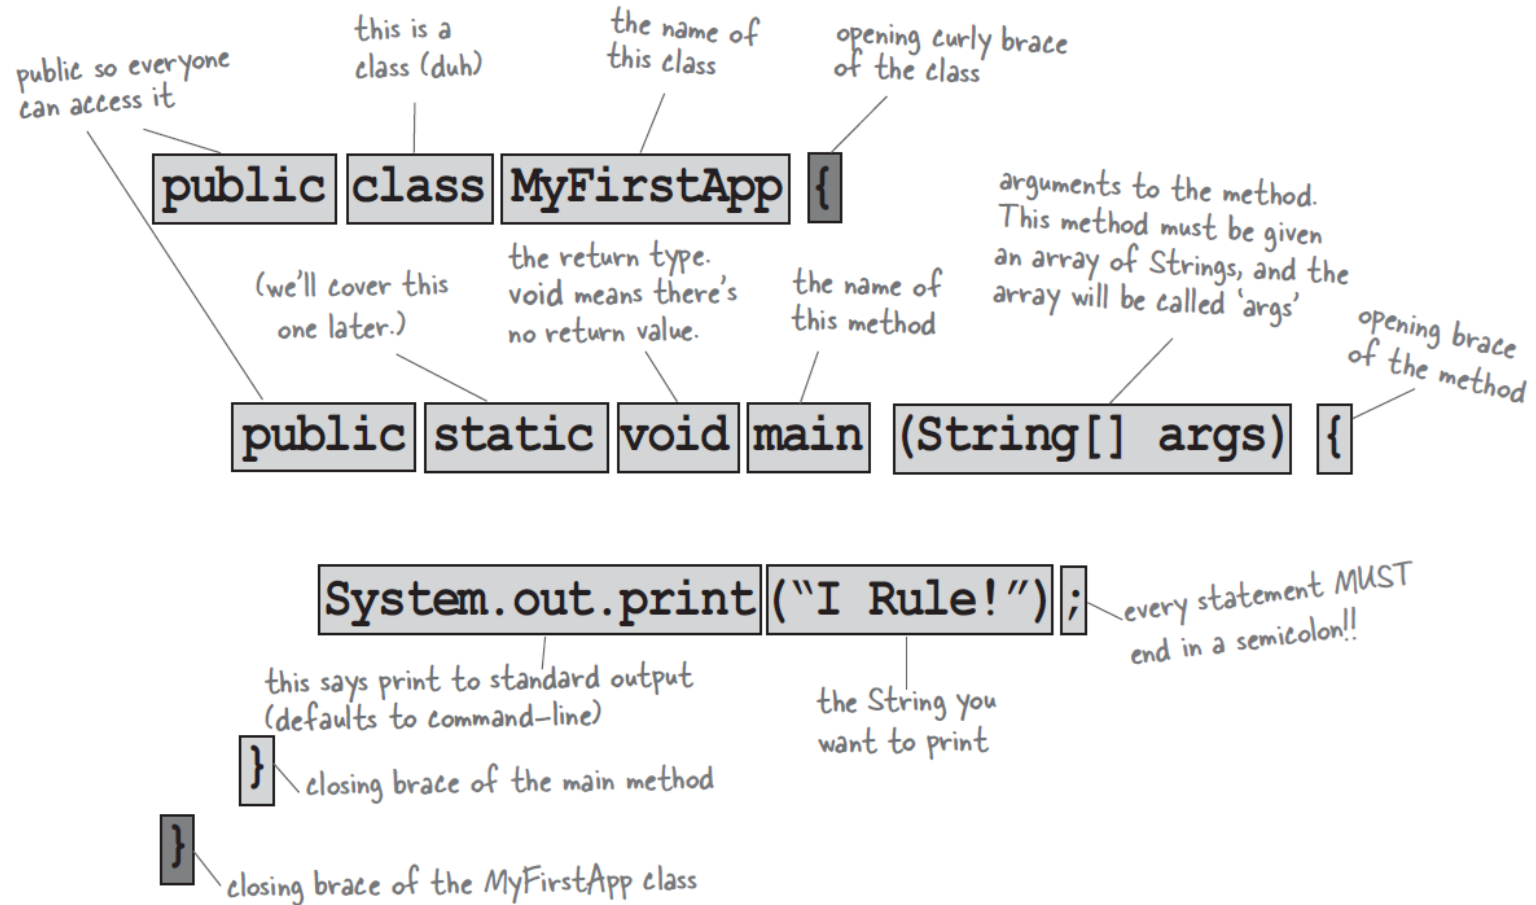 public so everyone
can access it
this is a
class (duh)
the name of
this class
opening curly brace
of the class
public class MyFirstApp {
(we'll cover this
one later.)
the return type.
void means there's
no return value.
the name of
this method
arguments to the method.
This method must be given
an array of Strings, and the
array will be called 'args'
opening brace
of the method
public static void main (String[] args) {
System.out.print(“I Rule!”);
every statement MUST
end in a semicolon!!
this says print to standard output
(defaults to command-line)
the String you
want to print
}
closing brace of the main method
}
closing brace of the MyFirstApp class